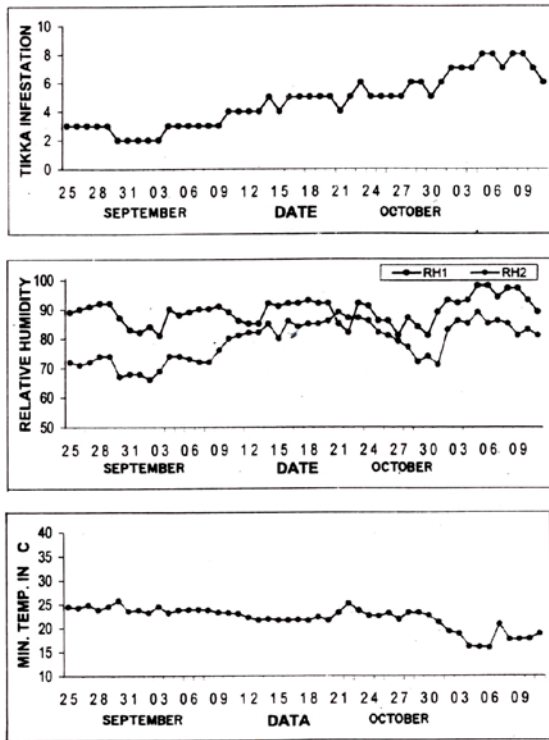 TIKKA INFESTATION
10
8
6
4
2
0
25 28 31 03 06 09 12 15 18 21 24 27 30 03 06 09
SEPTEMBER DATE OCTOBER
RH1 RH2
RELATIVE HUMIDITY
100
90
80
70
60
50
25 28 31 03 06 09 12 15 18 21 24 27 30 03 06 09
SEPTEMBER DATE OCTOBER
MIN. TEMP. IN C
40
35
30
25
20
15
10
25 28 31 03 06 09 12 15 18 21 24 27 30 03 06 09
SEPTEMBER DATA OCTOBER